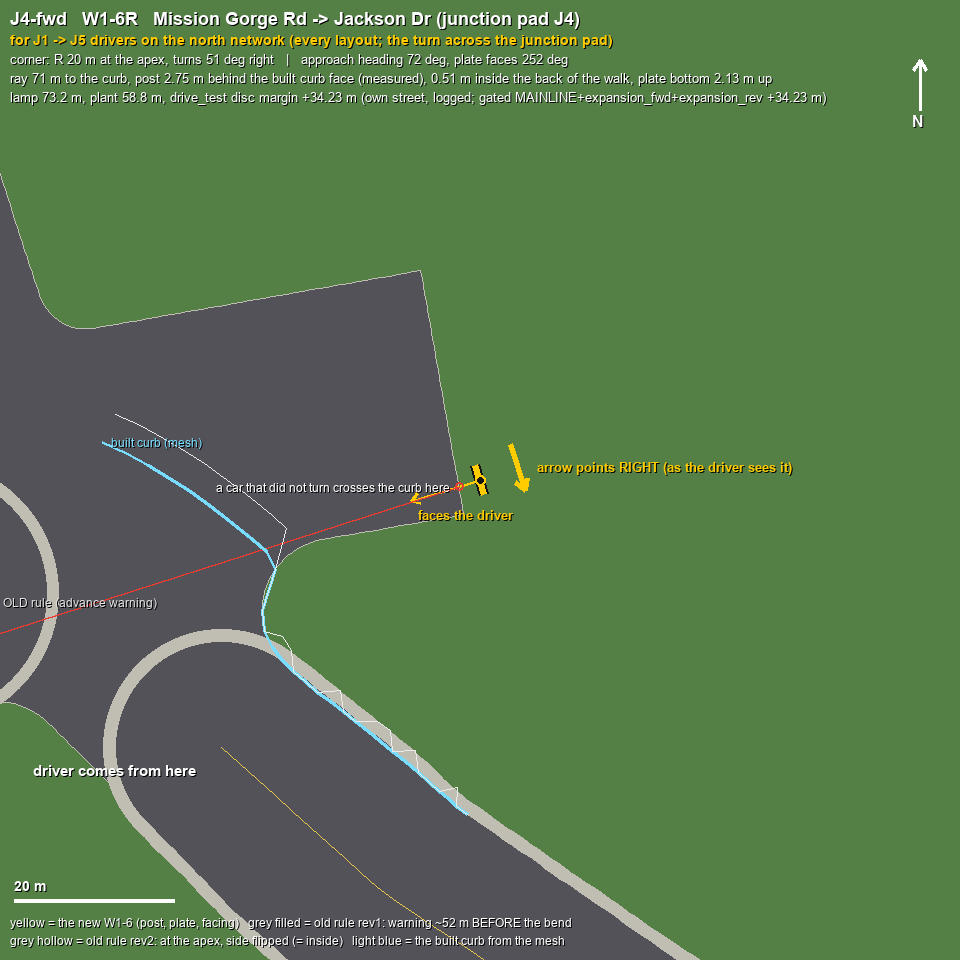 J4-fwd   W1-6R   Mission Gorge Rd -> Jackson Dr (junction pad J4)
for J1 -> J5 drivers on the north network (every layout; the turn across the junction pad)
corner: R 20 m at the apex, turns 51 deg right   |   approach heading 72 deg, plate faces 252 deg
ray 71 m to the curb, post 2.75 m behind the built curb face (measured), 0.51 m inside the back of the walk, plate bottom 2.13 m up
lamp 73.2 m, plant 58.8 m, drive_test disc margin +34.23 m (own street, logged; gated MAINLINE+expansion_fwd+expansion_rev +34.23 m)
N
built curb (mesh)
arrow points RIGHT (as the driver sees it)
a car that did not turn crosses the curb here
faces the driver
OLD rule (advance warning)
driver comes from here
20 m
yellow = the new W1-6 (post, plate, facing)   grey filled = old rule rev1: warning ~52 m BEFORE the bend
grey hollow = old rule rev2: at the apex, side flipped (= inside)   light blue = the built curb from the mesh